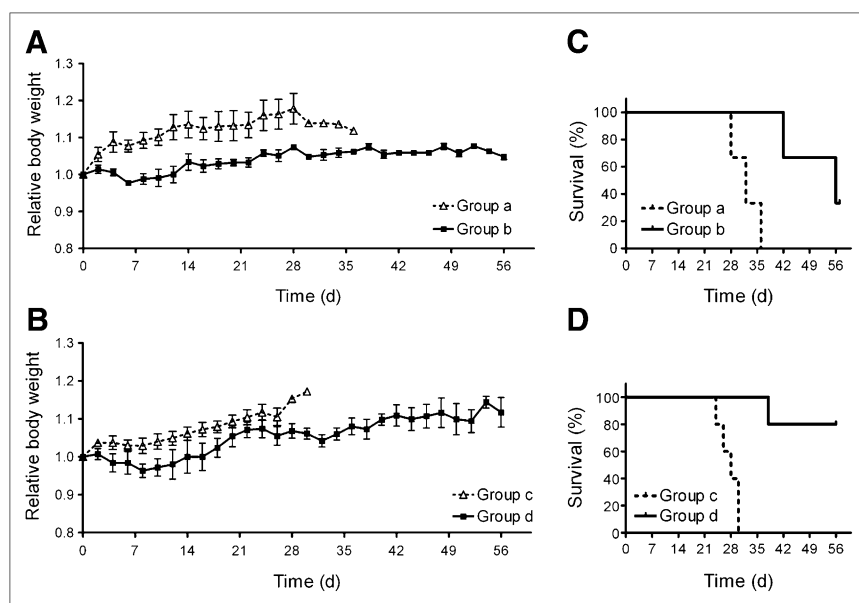 A
Relative body weight
1.3
1.2
1.1
1.0
0.9
0.8
Group a
Group b
0 7 14 21 28 35 42 49 56
Time (d)
B
Relative body weight
1.3
1.2
1.1
1.0
0.9
0.8
Group c
Group d
0 7 14 21 28 35 42 49 56
Time (d)
C
Survival (%)
100
80
60
40
20
0
Group a
Group b
0 7 14 21 28 35 42 49 56
Time (d)
D
Survival (%)
100
80
60
40
20
0
Group c
Group d
0 7 14 21 28 35 42 49 56
Time (d)